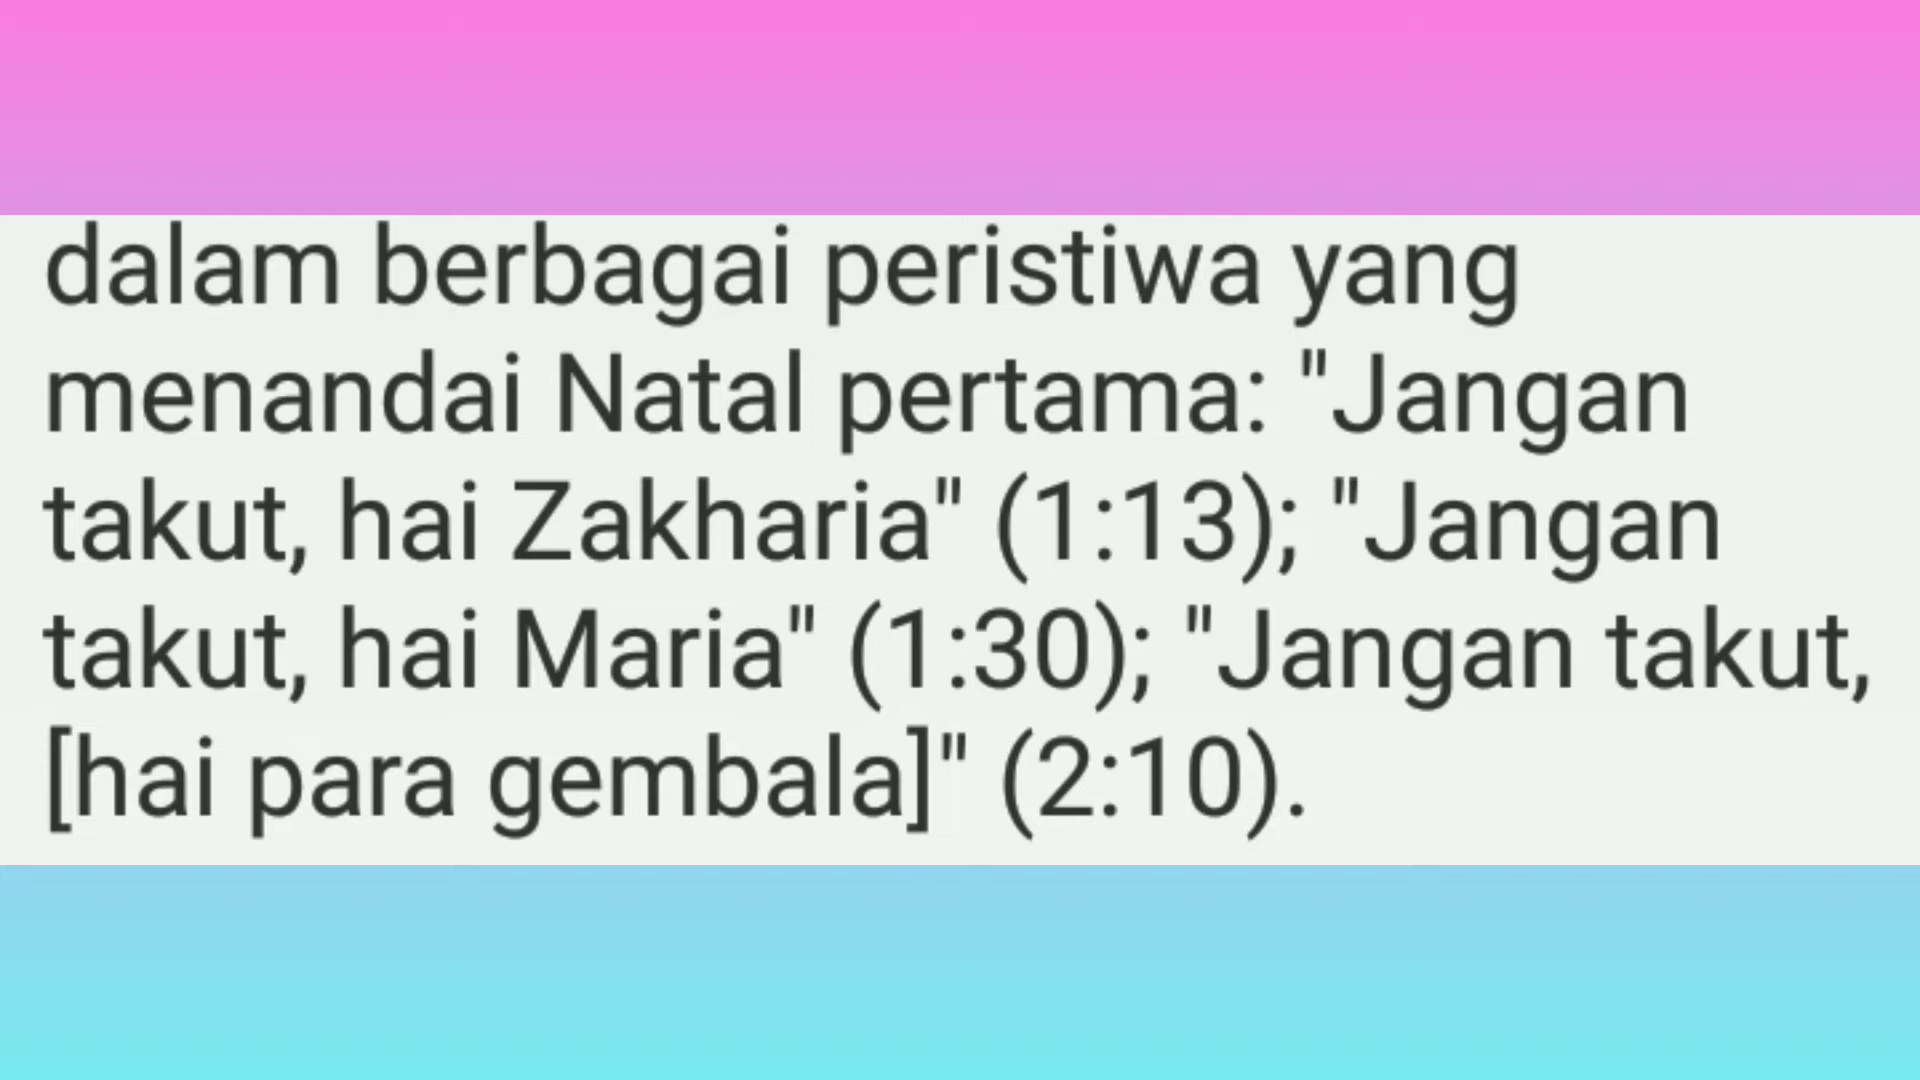 dalam berbagai peristiwa yang
menandai Natal pertama: "Jangan
takut, hai Zakharia" (1:13); "Jangan
takut, hai Maria" (1:30); "Jangan takut,
[hai para gembala]" (2:10).